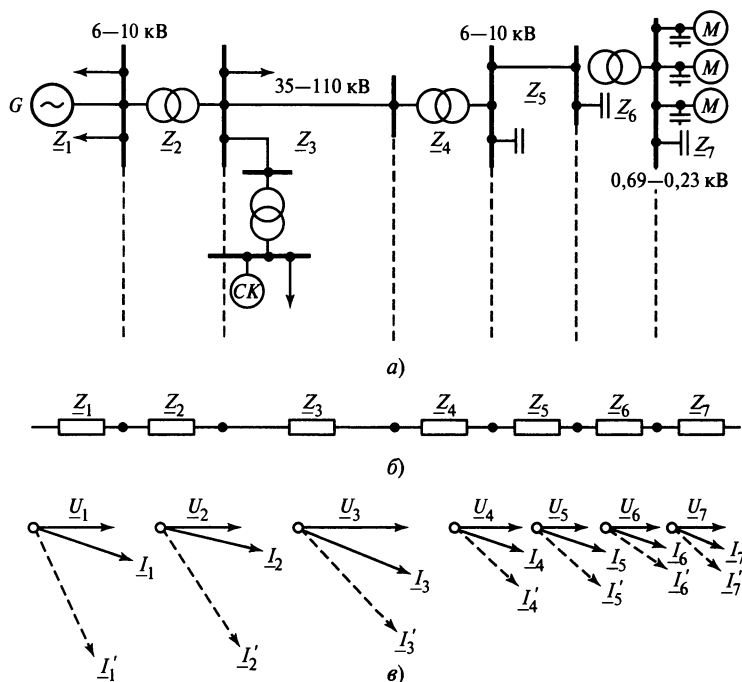 6—10 кВ
6—10 кВ
M
G
35—110 кВ
M
Z₅
M
Z₁
Z₂
Z₃
Z₄
Z₆
Z₇
0,69—0,23 кВ
СК
а)
Z₁ Z₂ Z₃ Z₄ Z₅ Z₆ Z₇
б)
U₁ U₂ U₃ U₄ U₅ U₆ U₇
I₁ I₂ I₃ I₄ I₅ I₆ I₇
I₁′ I₂′ I₃′ I₄′ I₅′ I₆′ I₇′
в)